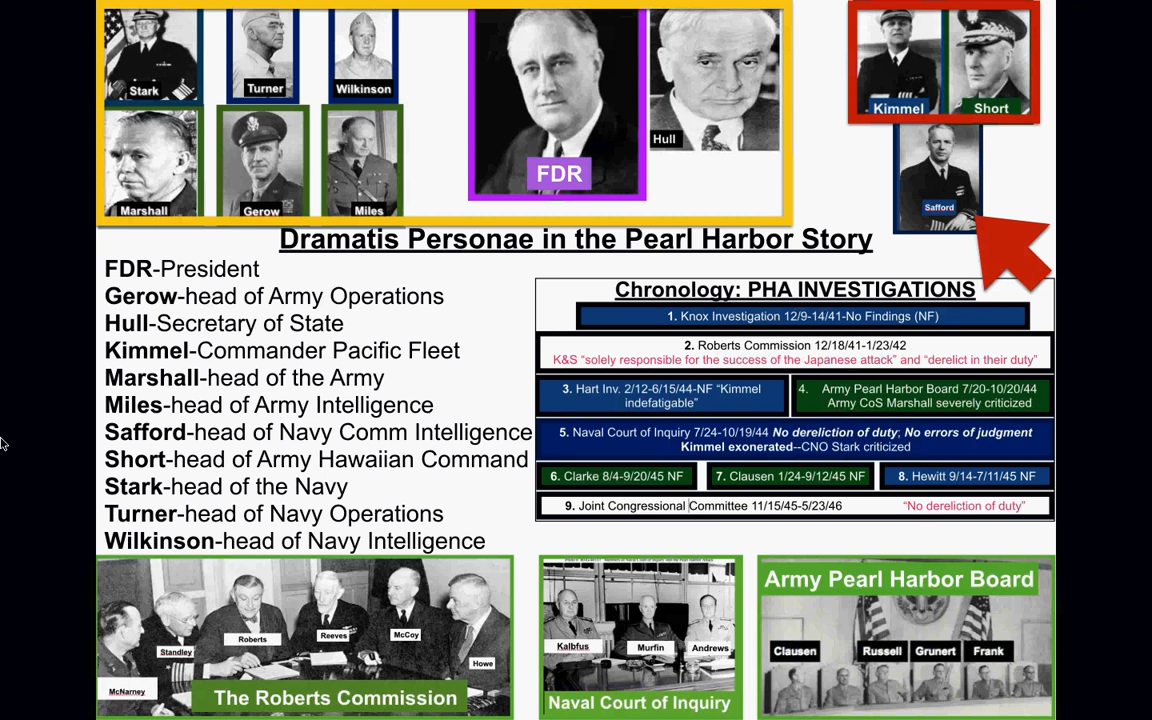 Stark
Turner
Wilkinson
Marshall
Gerow
Miles
FDR
Hull
Kimmel
Short
Safford
Dramatis Personae in the Pearl Harbor Story
FDR-President
Gerow-head of Army Operations
Hull-Secretary of State
Kimmel-Commander Pacific Fleet
Marshall-head of the Army
Miles-head of Army Intelligence
Safford-head of Navy Comm Intelligence
Short-head of Army Hawaiian Command
Stark-head of the Navy
Turner-head of Navy Operations
Wilkinson-head of Navy Intelligence
Chronology: PHA INVESTIGATIONS
1. Knox Investigation 12/9-14/41-No Findings (NF)
2. Roberts Commission 12/18/41-1/23/42
K&S “solely responsible for the success of the Japanese attack” and “derelict in their duty”
3. Hart Inv. 2/12-6/15/44-NF “Kimmel
indefatigable”
4. Army Pearl Harbor Board 7/20-10/20/44
Army CoS Marshall severely criticized
5. Naval Court of Inquiry 7/24-10/19/44 No dereliction of duty; No errors of judgment
Kimmel exonerated--CNO Stark criticized
6. Clarke 8/4-9/20/45 NF
7. Clausen 1/24-9/12/45 NF
8. Hewitt 9/14-7/11/45 NF
9. Joint Congressional Committee 11/15/45-5/23/46 “No dereliction of duty”
McNarney
Standley
Roberts
Reeves
McCoy
Howe
The Roberts Commission
Kalbfus
Murfin
Andrews
Naval Court of Inquiry
Army Pearl Harbor Board
Clausen
Russell
Grunert
Frank